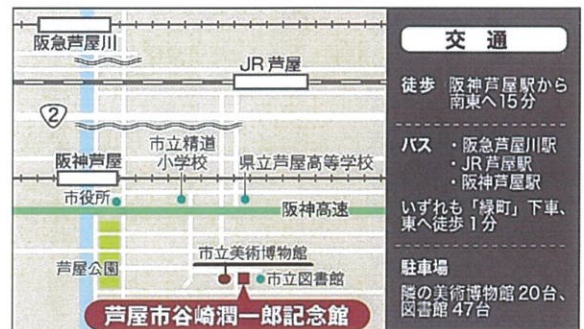 阪急芦屋川
JR芦屋
2
市立精道
小学校
県立芦屋高等学校
阪神芦屋
市役所
阪神高速
市立美術博物館
芦屋公園
市立図書館
芦屋市谷崎潤一郎記念館
交通
徒歩 阪神芦屋駅から
南東へ15分
バス ・阪急芦屋川駅
・JR芦屋駅
・阪神芦屋駅
いずれも「緑町」下車、
東へ徒歩1分
駐車場
隣の美術博物館20台、
図書館47台